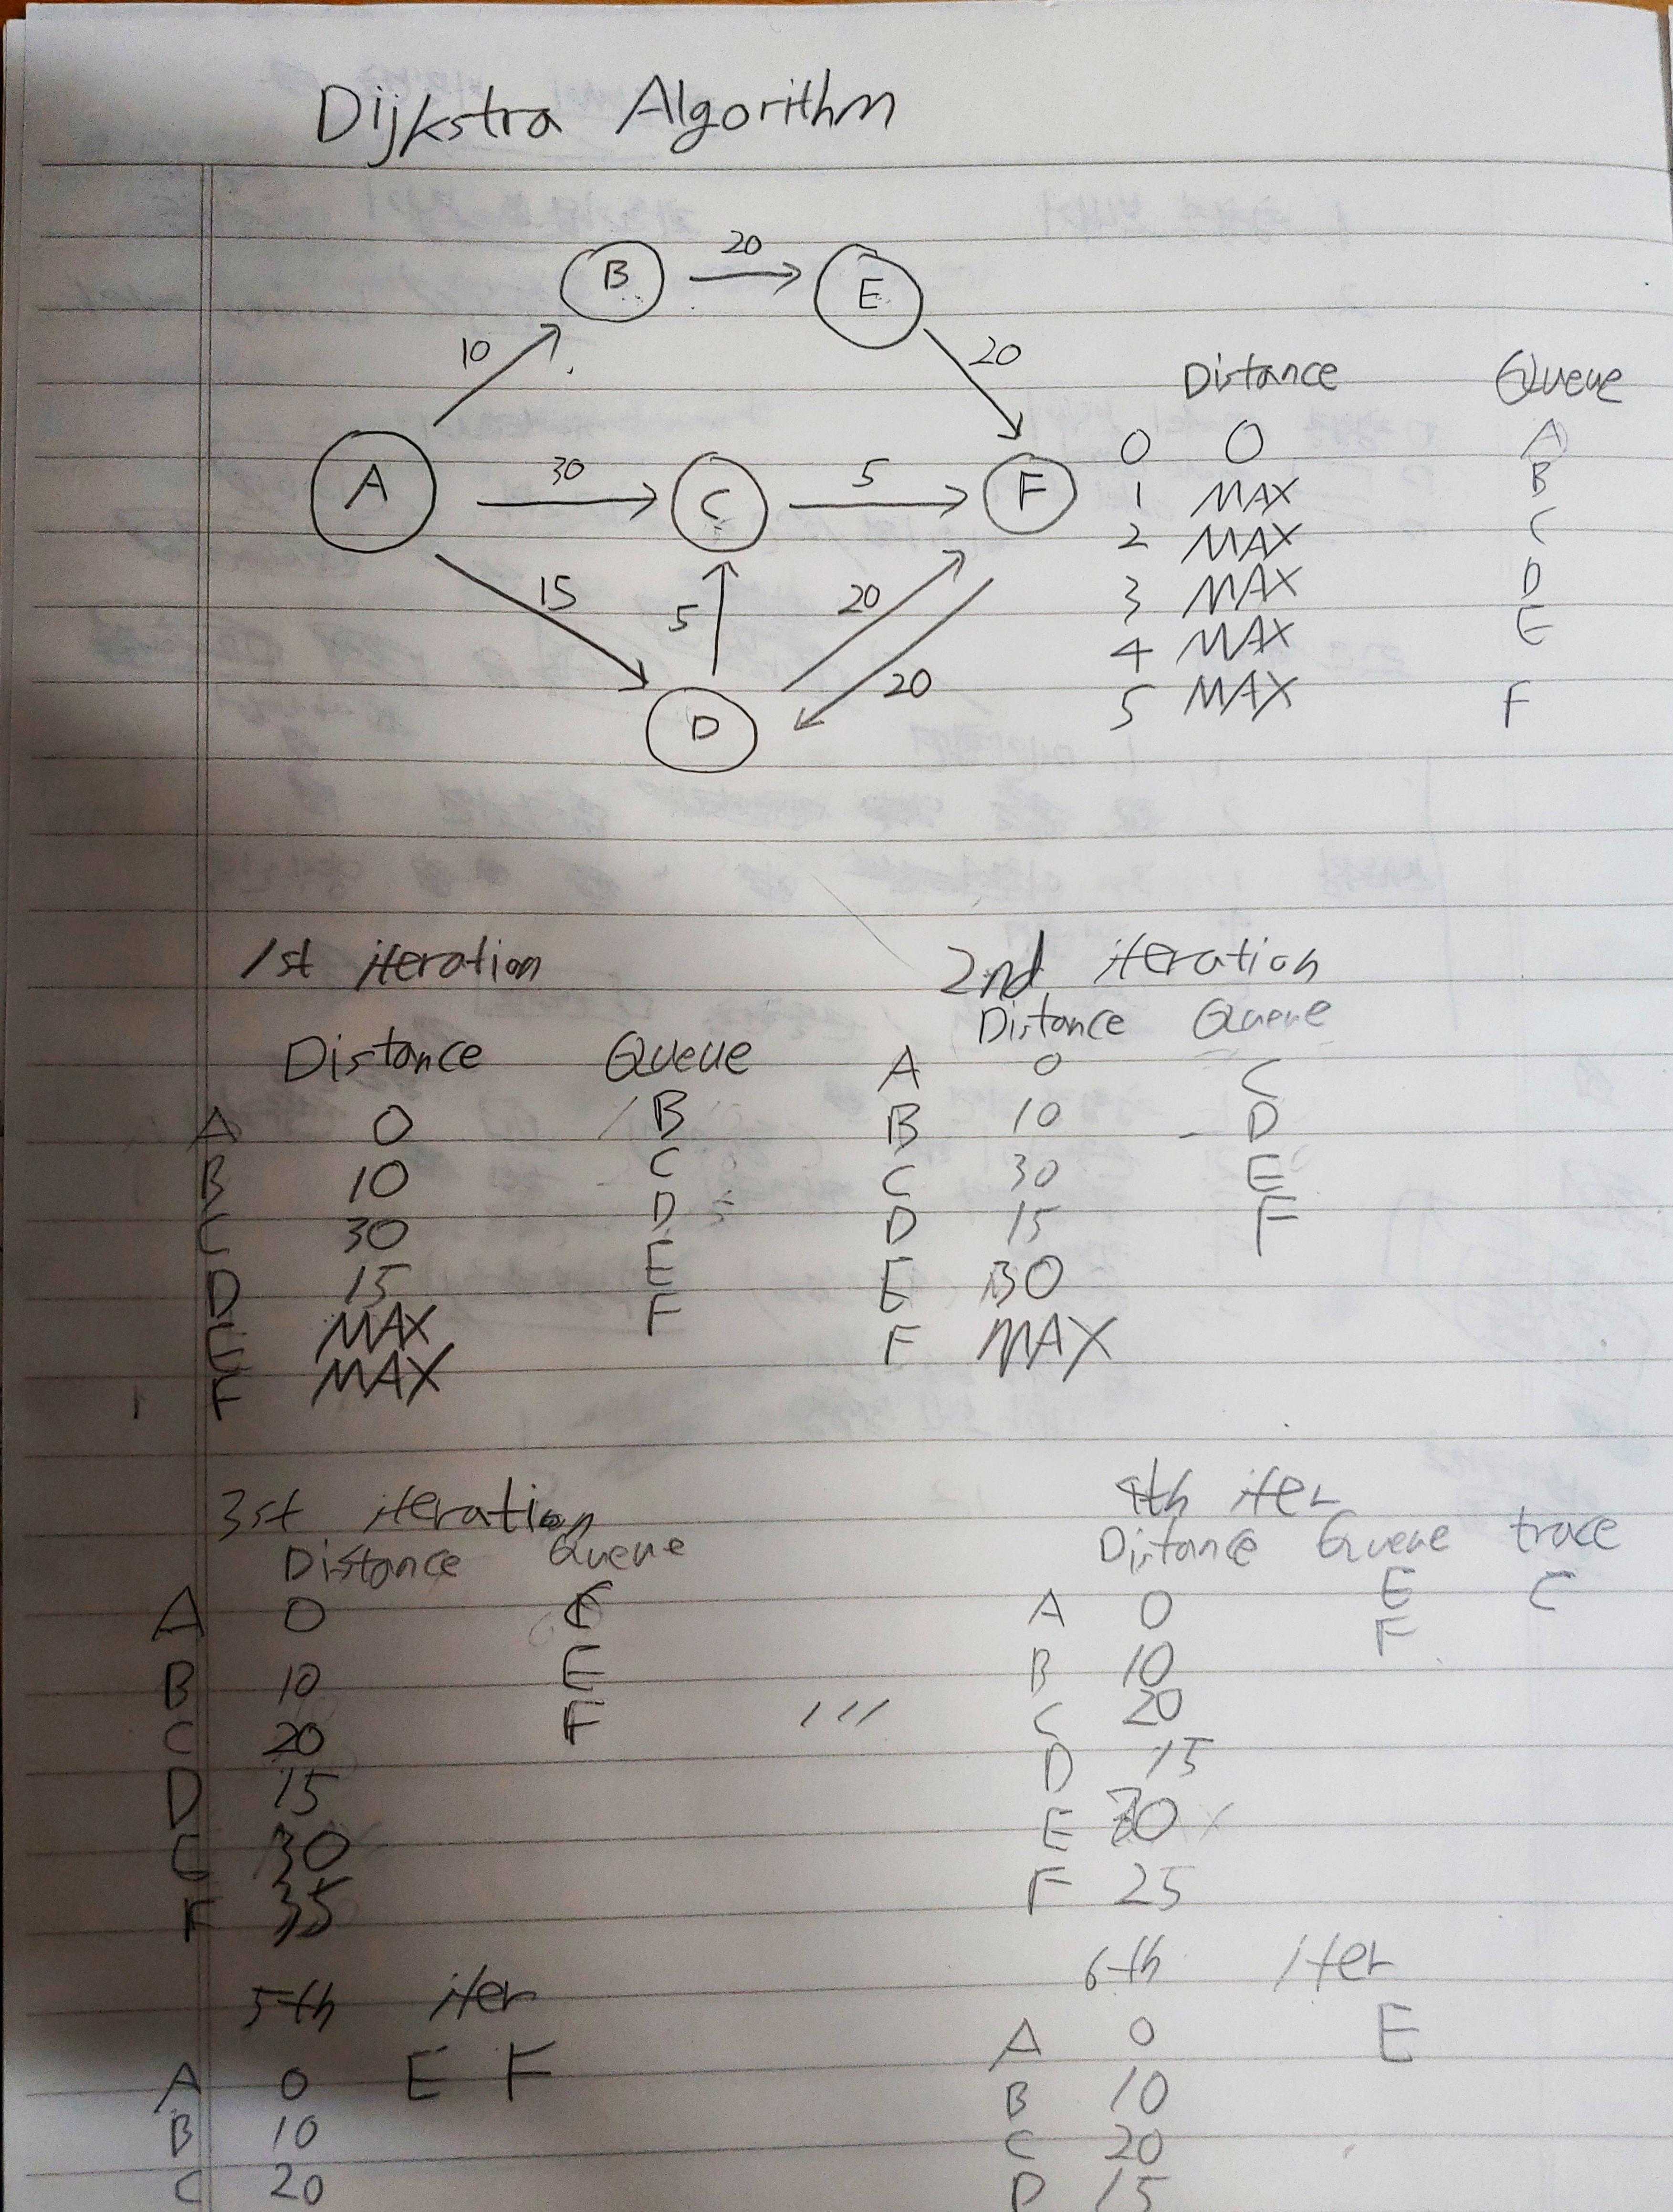 Dijkstra Algorithm
B 20 E
10 20
Distance Queue
0 0 A
A 30 C 5 F
1 MAX B
2 MAX C
15 5 20
3 MAX D
4 MAX E
20
D
5 MAX F
1st iteration
Distance Queue
A 0 B
B 10 C
C 30 D
D 15 E
E MAX F
F MAX
2nd iteration
Distance Queue
A 0 C
B 10 D
C 30 E
D 15 F
E 30
F MAX
3st iteration
Distance Queue
A 0
B 10 E
C 20 F
D 15
E 30
F 35
4th iter
Distance Queue trace
A 0 E C
F
B 10
C 20
D 15
E
F 25
5th iter
A 0 E F
B 10
C 20
6th iter
A 0 E
B 10
C 20
D 15